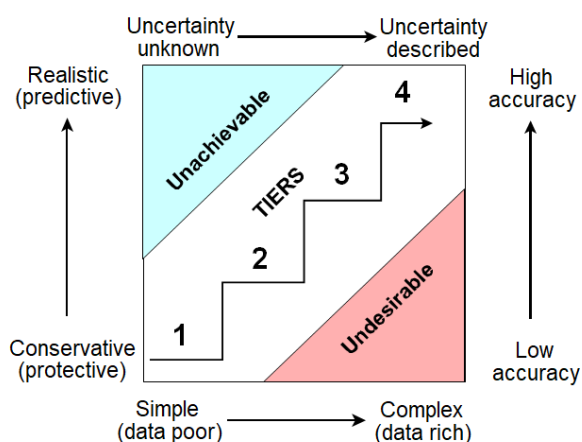 Uncertainty unknown
Uncertainty described
Realistic (predictive)
High accuracy
Unachievable
4
TIERS
3
2
1
Undesirable
Conservative (protective)
Low accuracy
Simple (data poor)
Complex (data rich)